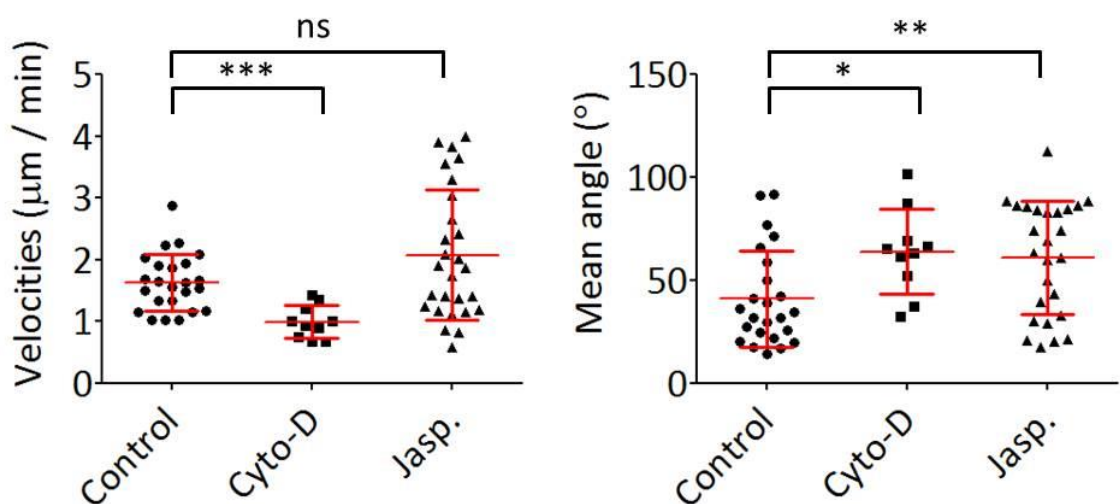 ns
***
Velocities (μm / min)
5
4
3
2
1
0
Control
Cyto-D
Jasp.
**
*
Mean angle (°)
150
100
50
0
Control
Cyto-D
Jasp.